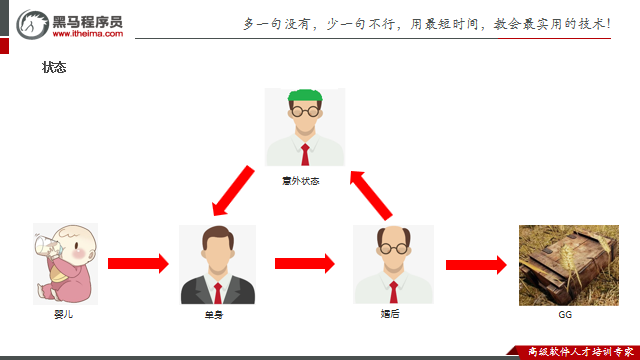 黑马程序员
www.itheima.com
多一句没有，少一句不行，用最短时间，教会最实用的技术！
状态
意外状态
婴儿
单身
婚后
GG
高级软件人才培训专家